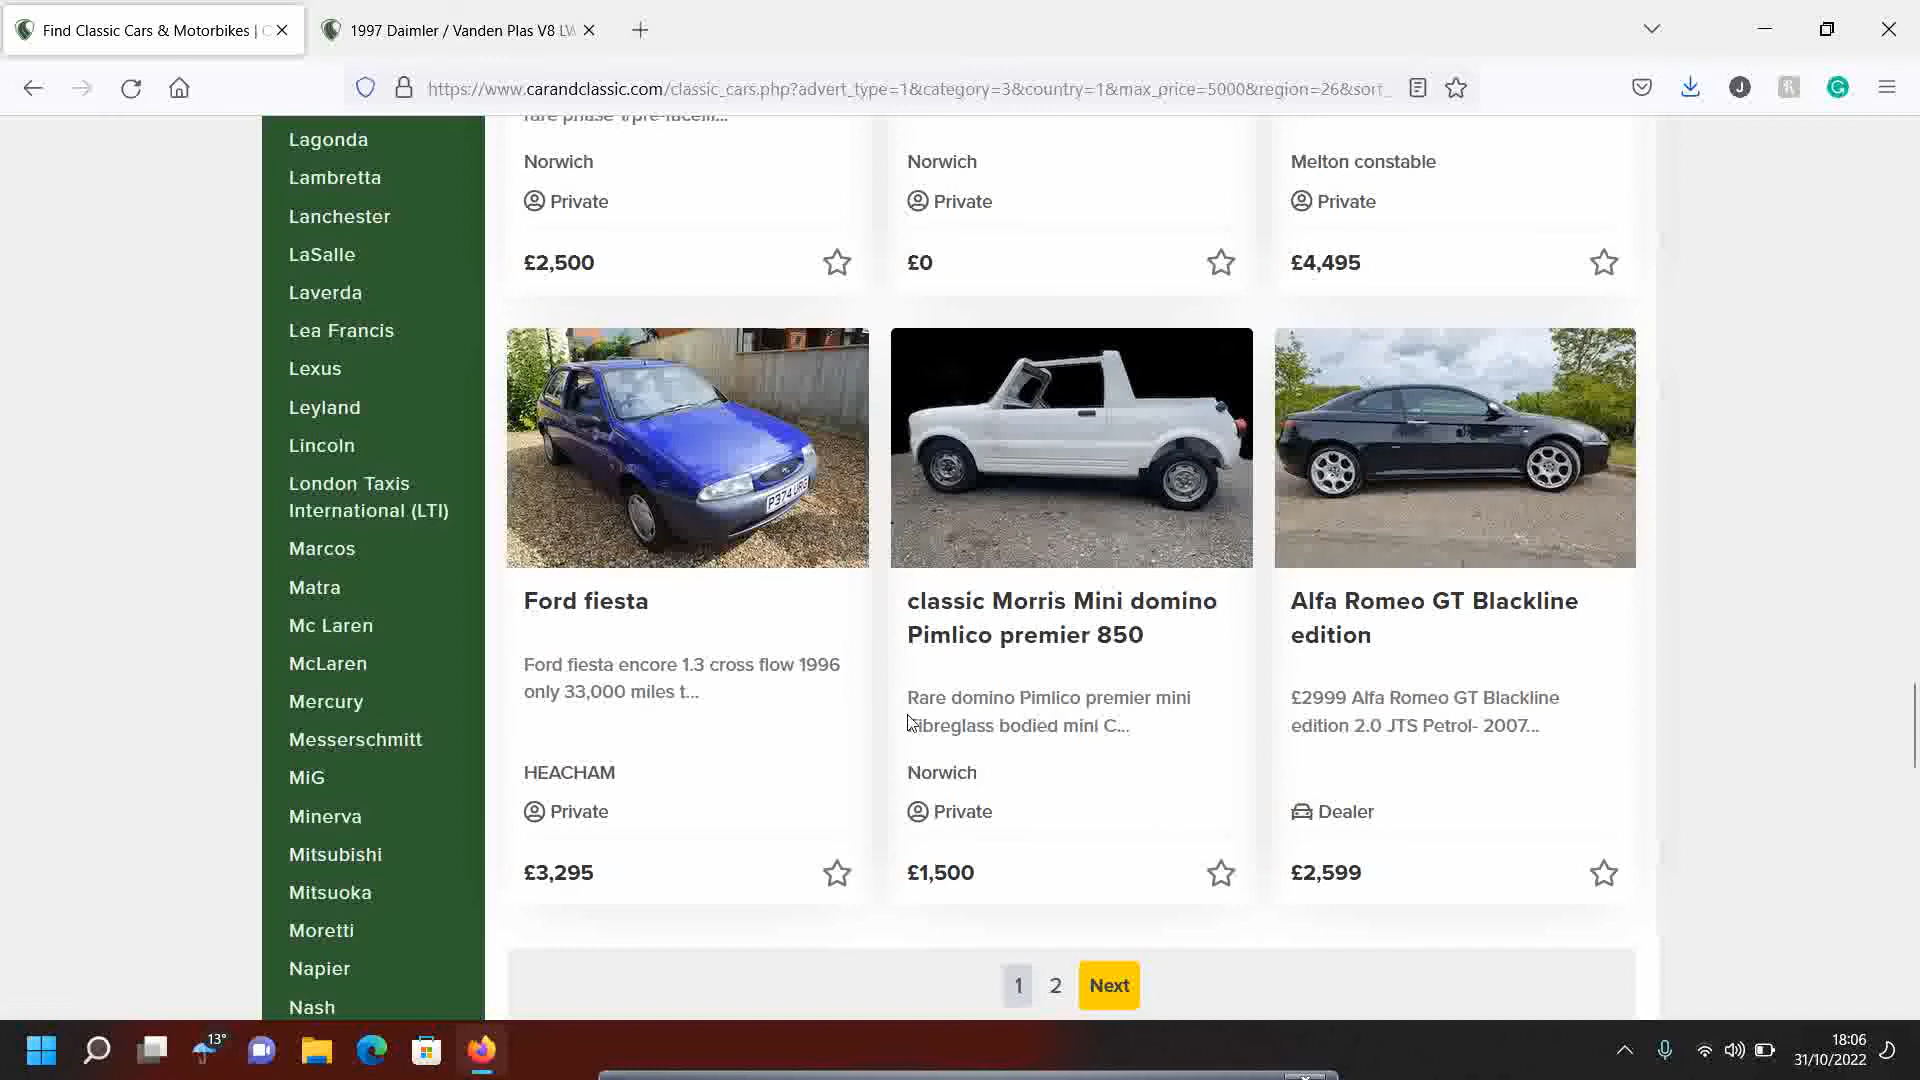 Find Classic Cars & Motorbikes |
1997 Daimler / Vanden Plas V8 LW
https://www.carandclassic.com/classic_cars.php?advert_type=1&category=3&country=1&max_price=5000&region=26&sort_
Lagonda
Lambretta
Lanchester
LaSalle
Laverda
Lea Francis
Lexus
Leyland
Lincoln
London Taxis
International (LTI)
Marcos
Matra
Mc Laren
McLaren
Mercury
Messerschmitt
MiG
Minerva
Mitsubishi
Mitsuoka
Moretti
Napier
Nash
rare phase 1/pre-facelif...
Norwich
Private
£2,500
Norwich
Private
£0
Melton constable
Private
£4,495
P374 URG
Ford fiesta
Ford fiesta encore 1.3 cross flow 1996
only 33,000 miles t...
HEACHAM
Private
£3,295
classic Morris Mini domino
Pimlico premier 850
Rare domino Pimlico premier mini
Fibreglass bodied mini C...
Norwich
Private
£1,500
Alfa Romeo GT Blackline
edition
£2999 Alfa Romeo GT Blackline
edition 2.0 JTS Petrol- 2007...
Dealer
£2,599
1 2 Next
13°
18:06
31/10/2022